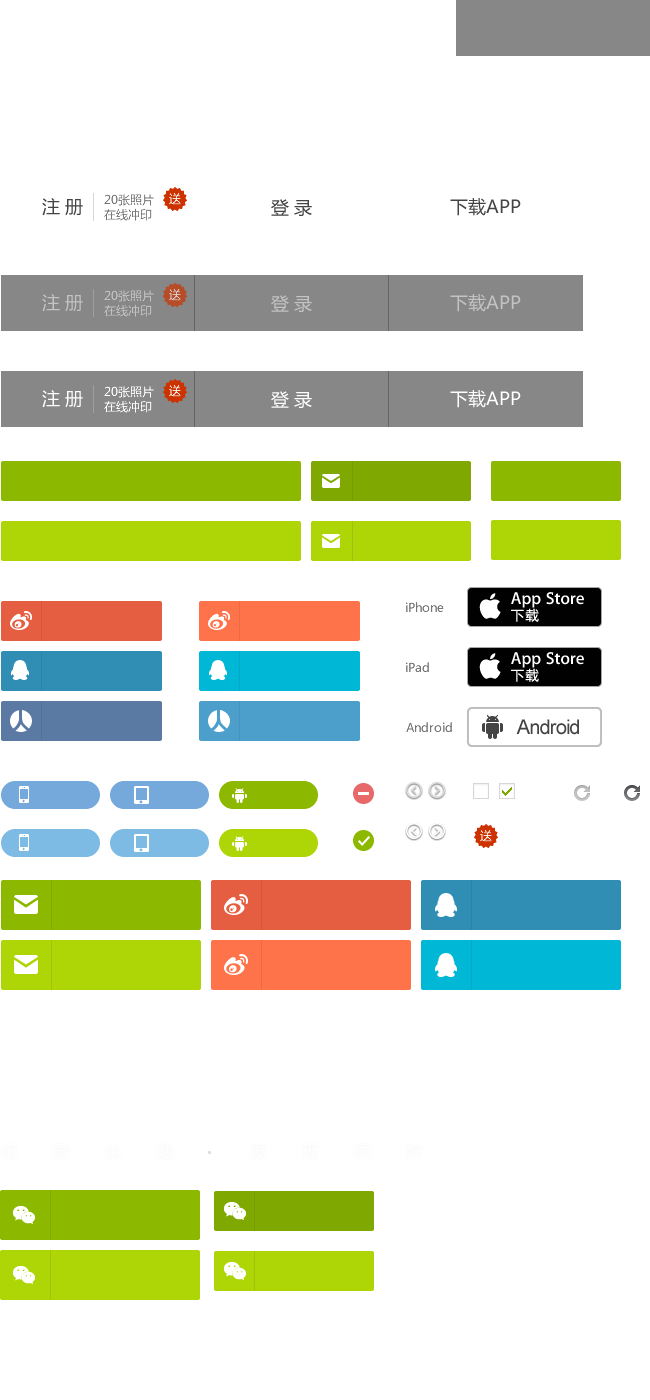 注册
20张照片
在线冲印
送
登录
下载APP
注册
20张照片
在线冲印
送
登录
下载APP
注册
20张照片
在线冲印
送
登录
下载APP
iPhone
App Store
下载
iPad
App Store
下载
Android
Android
送